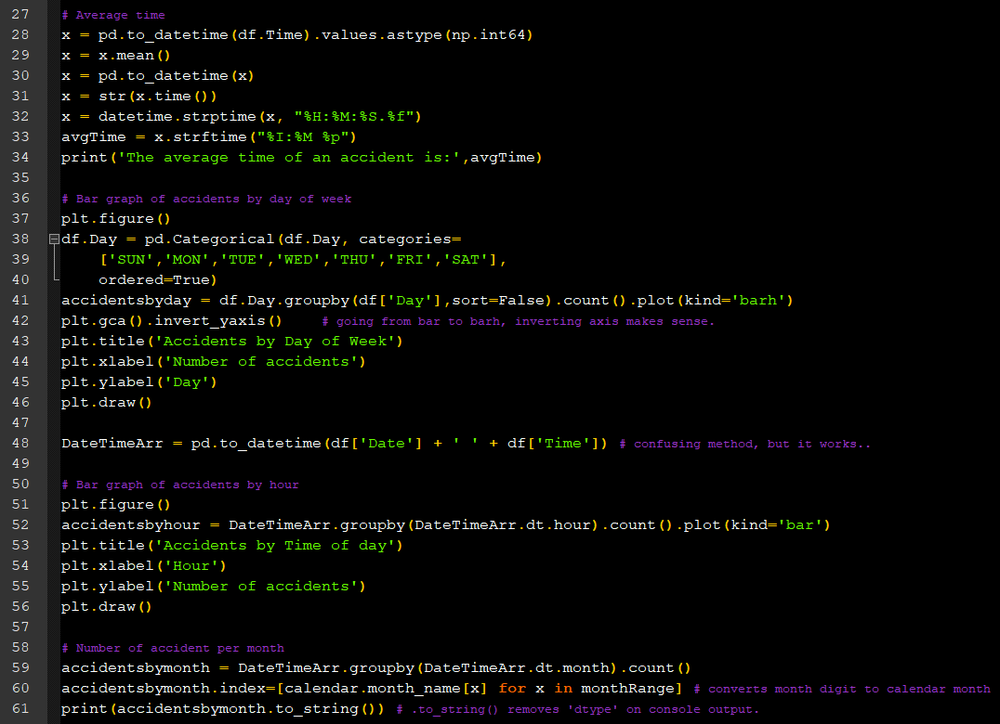 27 # Average time
28 x = pd.to_datetime(df.Time).values.astype(np.int64)
29 x = x.mean()
30 x = pd.to_datetime(x)
31 x = str(x.time())
32 x = datetime.strptime(x, "%H:%M:%S.%f")
33 avgTime = x.strftime("%I:%M %p")
34 print('The average time of an accident is:',avgTime)
35
36 # Bar graph of accidents by day of week
37 plt.figure()
38 df.Day = pd.Categorical(df.Day, categories=
39     ['SUN','MON','TUE','WED','THU','FRI','SAT'],
40     ordered=True)
41 accidentsbyday = df.Day.groupby(df['Day'],sort=False).count().plot(kind='barh')
42 plt.gca().invert_yaxis()    # going from bar to barh, inverting axis makes sense.
43 plt.title('Accidents by Day of Week')
44 plt.xlabel('Number of accidents')
45 plt.ylabel('Day')
46 plt.draw()
47
48 DateTimeArr = pd.to_datetime(df['Date'] + ' ' + df['Time']) # confusing method, but it works..
49
50 # Bar graph of accidents by hour
51 plt.figure()
52 accidentsbyhour = DateTimeArr.groupby(DateTimeArr.dt.hour).count().plot(kind='bar')
53 plt.title('Accidents by Time of day')
54 plt.xlabel('Hour')
55 plt.ylabel('Number of accidents')
56 plt.draw()
57
58 # Number of accident per month
59 accidentsbymonth = DateTimeArr.groupby(DateTimeArr.dt.month).count()
60 accidentsbymonth.index=[calendar.month_name[x] for x in monthRange] # converts month digit to calendar month
61 print(accidentsbymonth.to_string()) # .to_string() removes 'dtype' on console output.